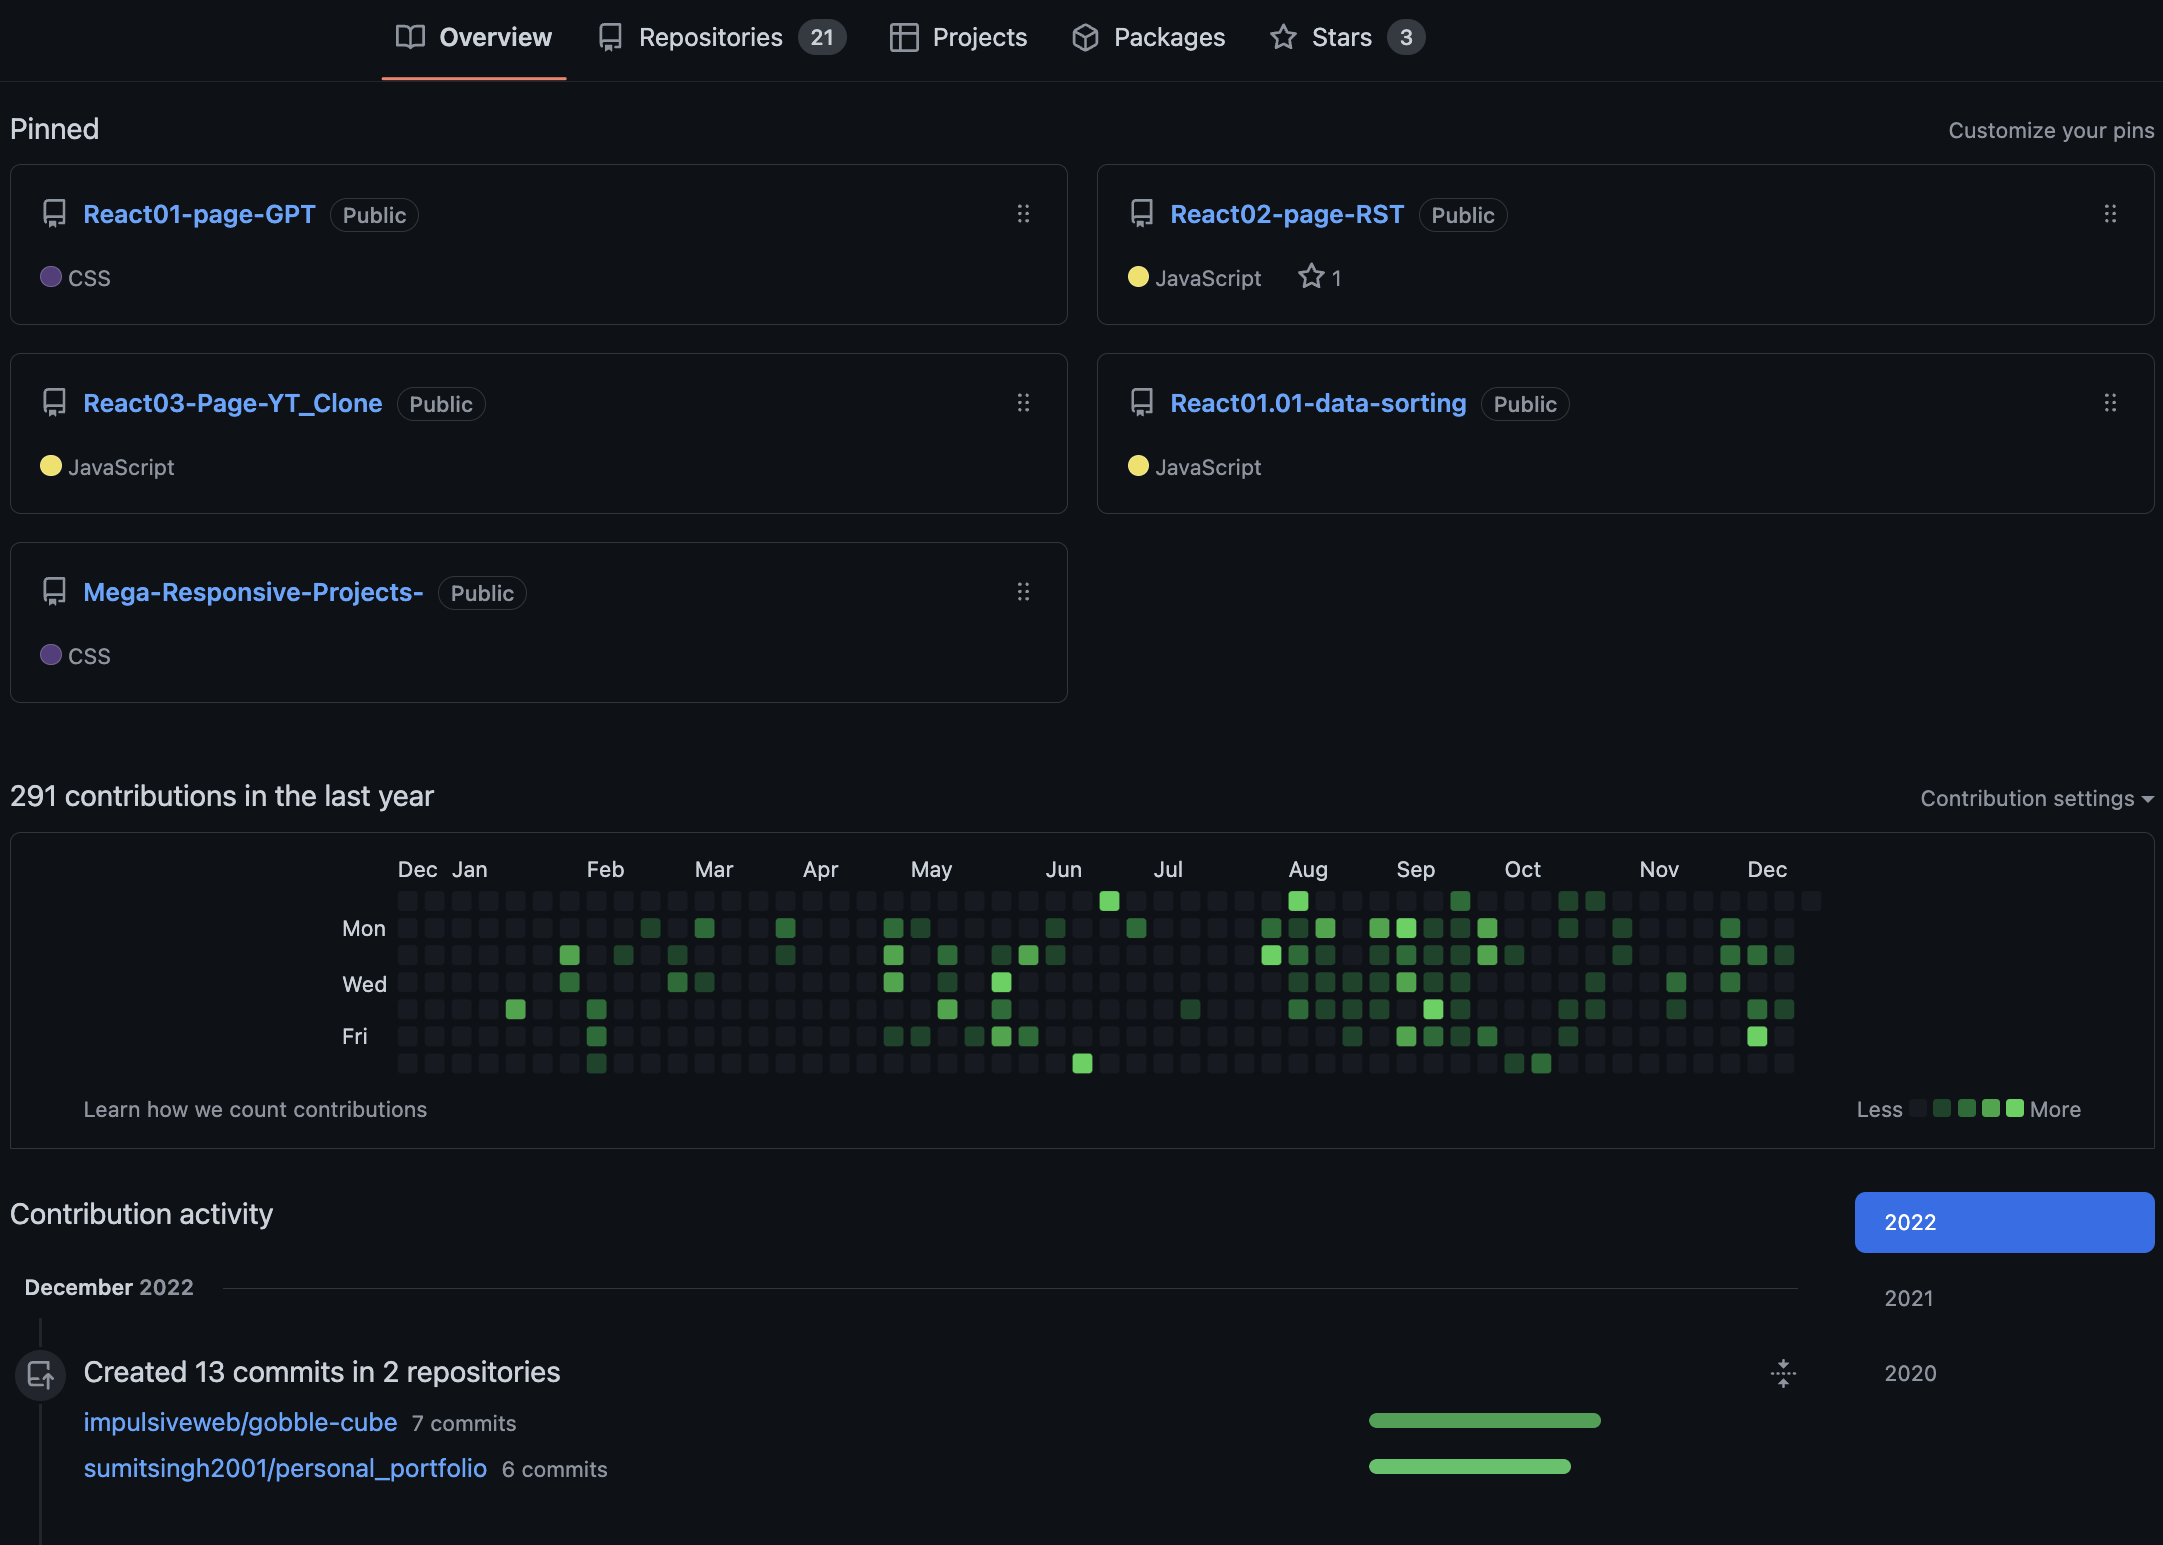 Overview Repositories 21 Projects Packages Stars 3
Pinned Customize your pins
React01-page-GPT Public
CSS
React02-page-RST Public
JavaScript 1
React03-Page-YT_Clone Public
JavaScript
React01.01-data-sorting Public
JavaScript
Mega-Responsive-Projects- Public
CSS
291 contributions in the last year Contribution settings
Dec Jan Feb Mar Apr May Jun Jul Aug Sep Oct Nov Dec
Mon
Wed
Fri
Learn how we count contributions Less More
Contribution activity
2022
2021
2020
December 2022
Created 13 commits in 2 repositories
impulsiveweb/gobble-cube 7 commits
sumitsingh2001/personal_portfolio 6 commits